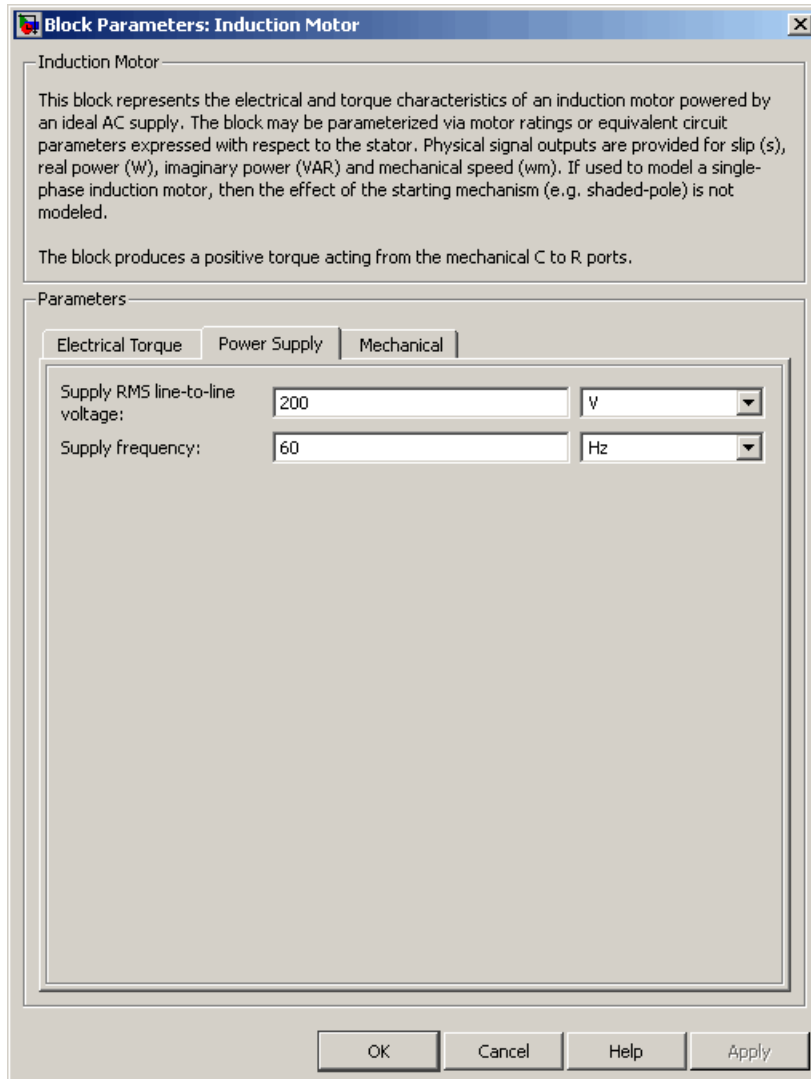 Block Parameters: Induction Motor
Induction Motor
This block represents the electrical and torque characteristics of an induction motor powered by
an ideal AC supply. The block may be parameterized via motor ratings or equivalent circuit
parameters expressed with respect to the stator. Physical signal outputs are provided for slip (s),
real power (W), imaginary power (VAR) and mechanical speed (wm). If used to model a single-
phase induction motor, then the effect of the starting mechanism (e.g. shaded-pole) is not
modeled.
The block produces a positive torque acting from the mechanical C to R ports.
Parameters
Electrical Torque Power Supply Mechanical
Supply RMS line-to-line
voltage:
200 V
Supply frequency: 60 Hz
OK Cancel Help Apply